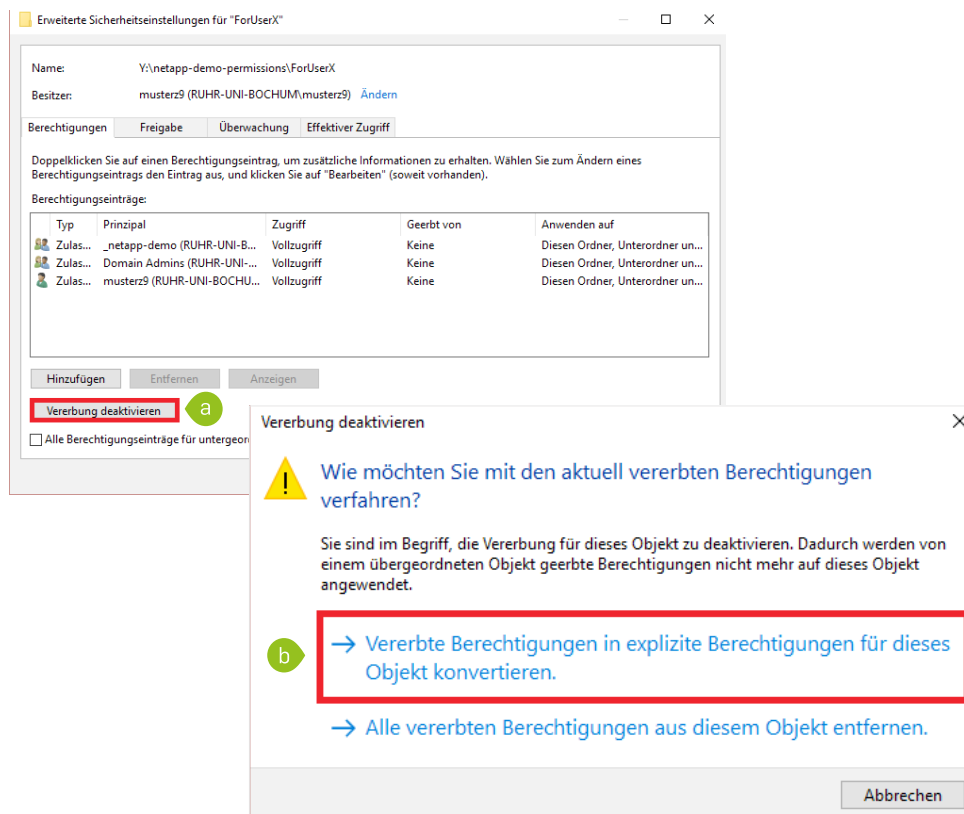 Erweiterte Sicherheitseinstellungen für "ForUserX"
Name: Y:\netapp-demo-permissions\ForUserX
Besitzer: musterz9 (RUHR-UNI-BOCHUM\musterz9) Ändern
Berechtigungen Freigabe Überwachung Effektiver Zugriff
Doppelklicken Sie auf einen Berechtigungseintrag, um zusätzliche Informationen zu erhalten. Wählen Sie zum Ändern eines
Berechtigungseintrags den Eintrag aus, und klicken Sie auf "Bearbeiten" (soweit vorhanden).
Berechtigungseinträge:
Typ Prinzipal Zugriff Geerbt von Anwenden auf
Zulas... _netapp-demo (RUHR-UNI-B... Vollzugriff Keine Diesen Ordner, Unterordner un...
Zulas... Domain Admins (RUHR-UNI-... Vollzugriff Keine Diesen Ordner, Unterordner un...
Zulas... musterz9 (RUHR-UNI-BOCHU... Vollzugriff Keine Diesen Ordner, Unterordner un...
Hinzufügen Entfernen Anzeigen
Vererbung deaktivieren a
Alle Berechtigungseinträge für
Vererbung deaktivieren
Wie möchten Sie mit den aktuell vererbten Berechtigungen
verfahren?
Sie sind im Begriff, die Vererbung für dieses Objekt zu deaktivieren. Dadurch werden von
einem übergeordneten Objekt geerbte Berechtigungen nicht mehr auf dieses Objekt
angewendet.
b → Vererbte Berechtigungen in explizite Berechtigungen für dieses
Objekt konvertieren.
→ Alle vererbten Berechtigungen aus diesem Objekt entfernen.
Abbrechen